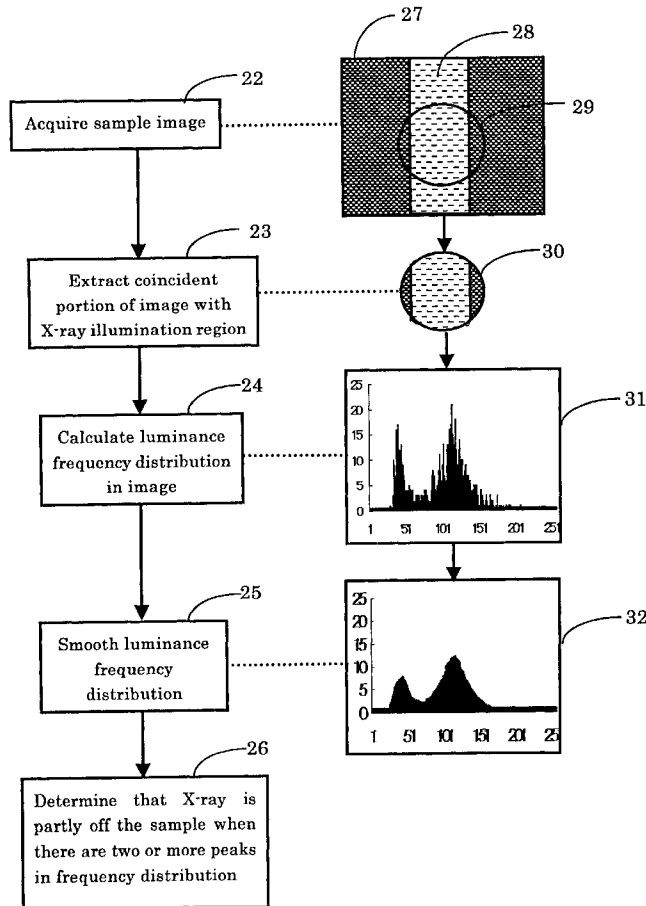 27
28
22
29
Acquire sample image
23
30
Extract coincident
portion of image with
X-ray illumination region
24
31
Calculate luminance
frequency distribution
in image
25
20
15
10
5
0
1 51 101 151 201 251
25
32
Smooth luminance
frequency
distribution
25
20
15
10
5
0
1 51 101 151 201 251
26
Determine that X-ray is
partly off the sample when
there are two or more peaks
in frequency distribution